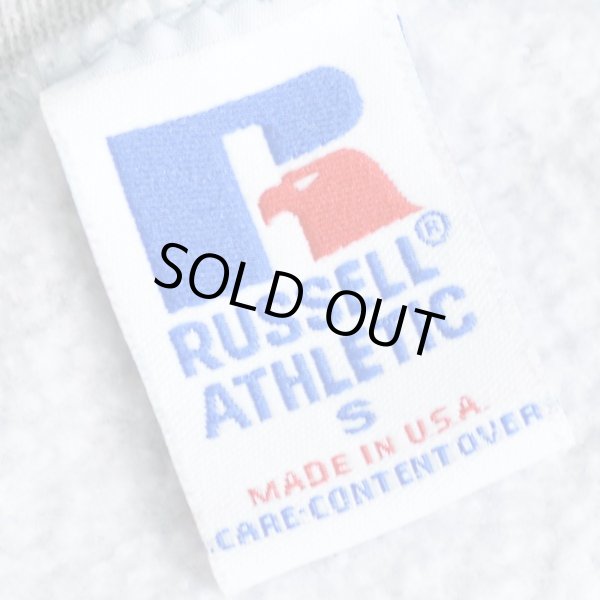 ®
RUSSELL
ATHLETIC
S
MADE IN U.S.A.
CARE-CONTENT OVER
SOLD OUT